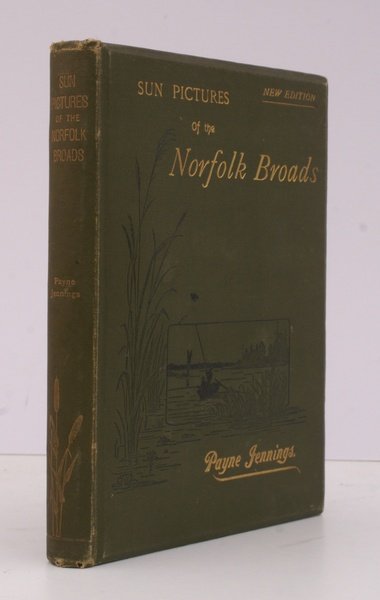 SUN
PICTURES
OF THE
NORFOLK
BROADS
Payne
Jennings
SUN PICTURES
NEW EDITION
Of the
Norfolk Broads
Payne Jennings.